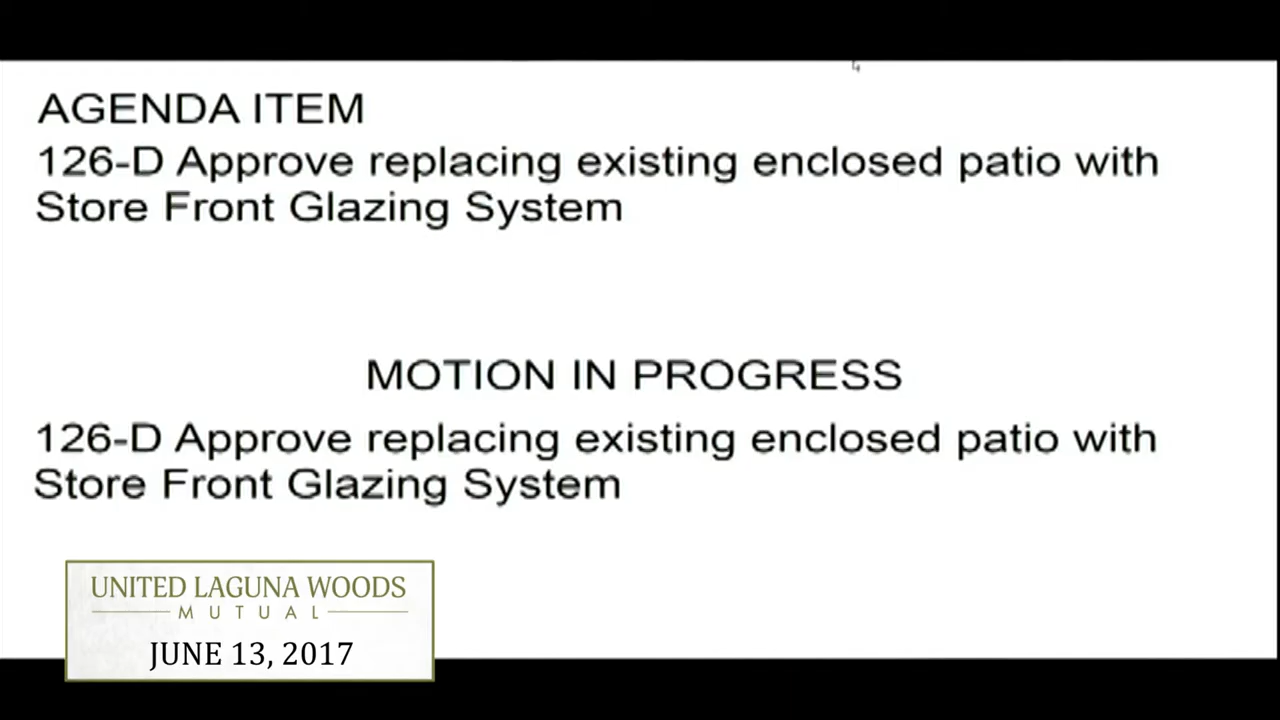 AGENDA ITEM
126-D Approve replacing existing enclosed patio with
Store Front Glazing System
MOTION IN PROGRESS
126-D Approve replacing existing enclosed patio with
Store Front Glazing System
UNITED LAGUNA WOODS
MUTUAL
JUNE 13, 2017